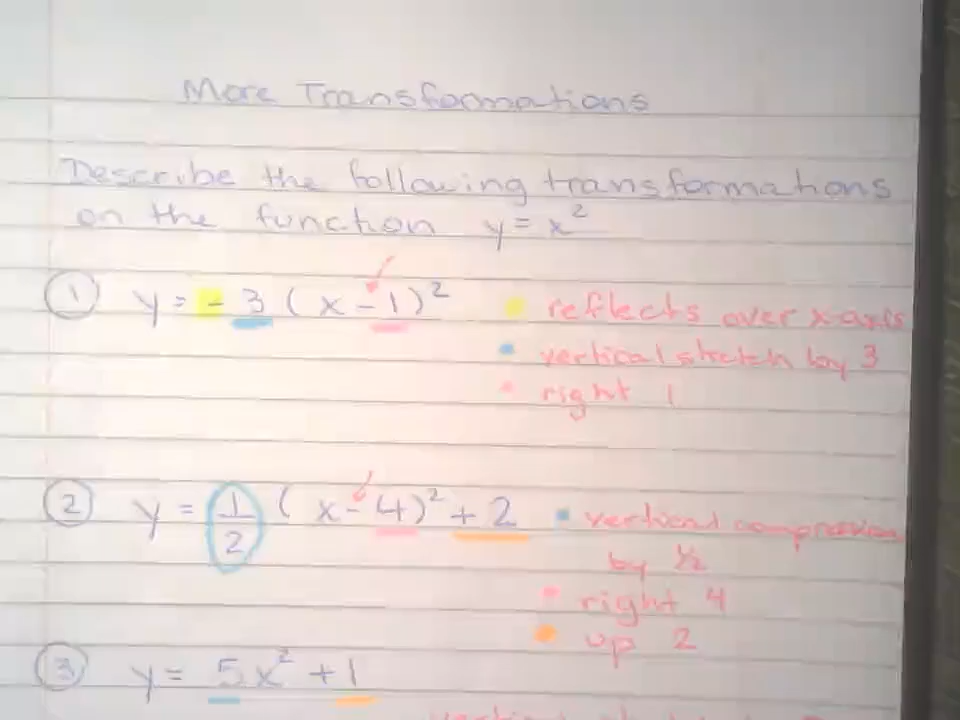 More Transformations
Describe the following transformations
on the function y = x²
① y = -3 (x - 1)² • reflects over x-axis
• vertical stretch by 3
• right 1
② y = 1/2 (x - 4)² + 2 • vertical compression
by 1/2
• right 4
• up 2
③ y = 5x² + 1